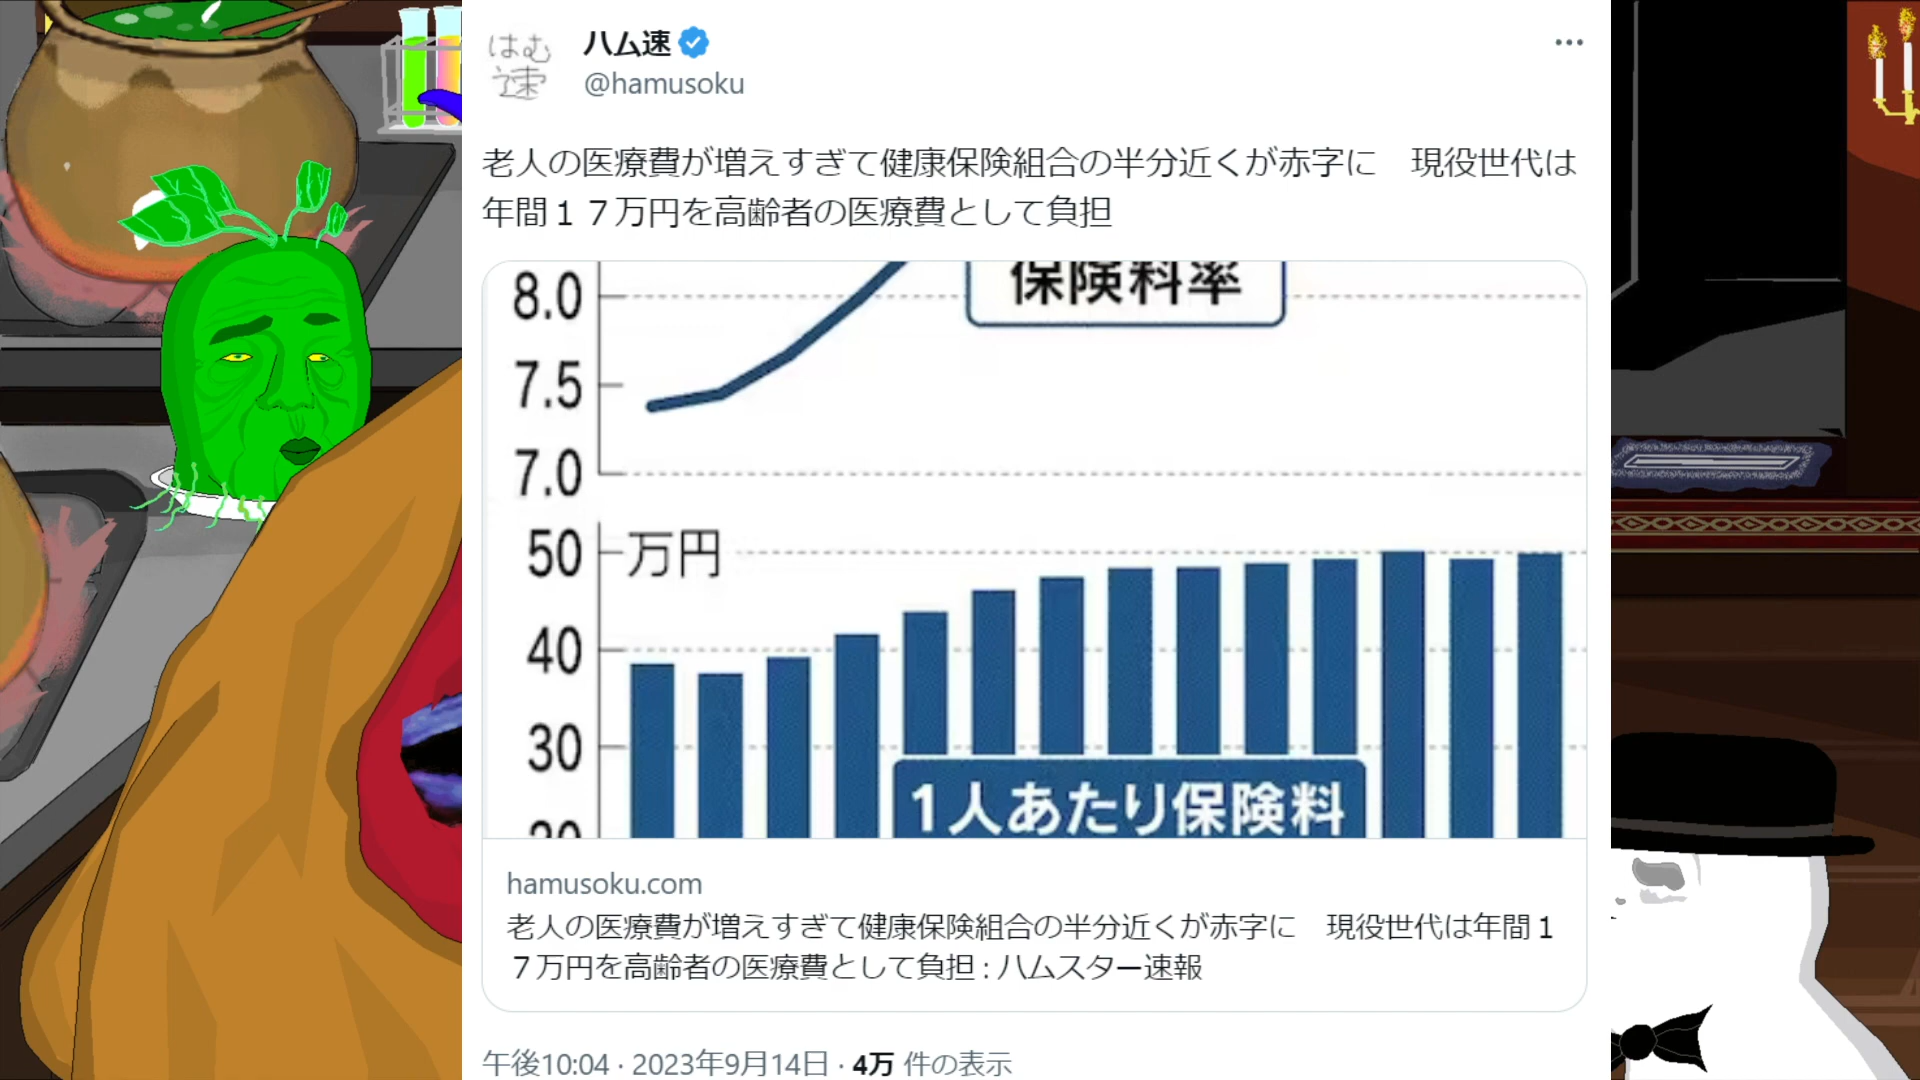 はむ
速
ハム速
@hamusoku
老人の医療費が増えすぎて健康保険組合の半分近くが赤字に　現役世代は
年間１７万円を高齢者の医療費として負担
保険料率
8.0
7.5
7.0
50 万円
40
30
20
1人あたり保険料
hamusoku.com
老人の医療費が増えすぎて健康保険組合の半分近くが赤字に　現役世代は年間１
７万円を高齢者の医療費として負担 : ハムスター速報
午後10:04 · 2023年9月14日 · 4万 件の表示